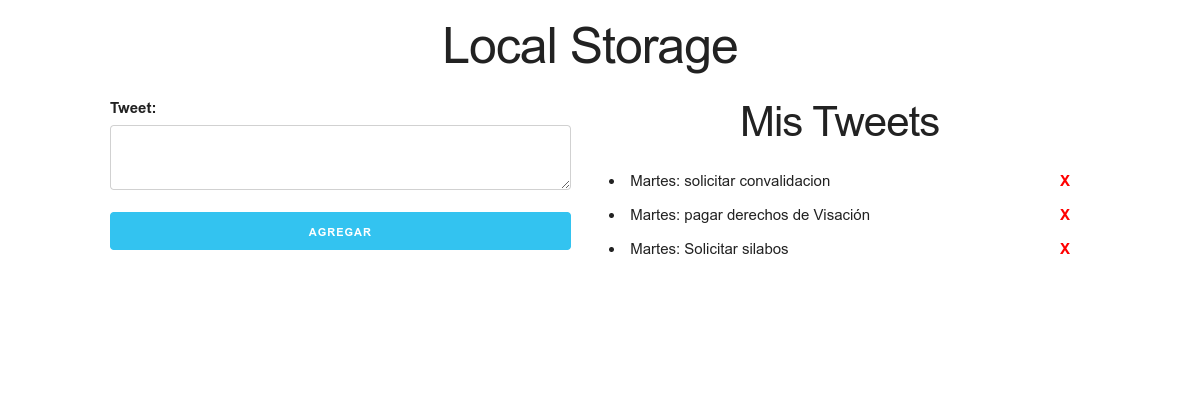 Local Storage
Tweet:
AGREGAR
Mis Tweets
Martes: solicitar convalidacion X
Martes: pagar derechos de Visación X
Martes: Solicitar silabos X